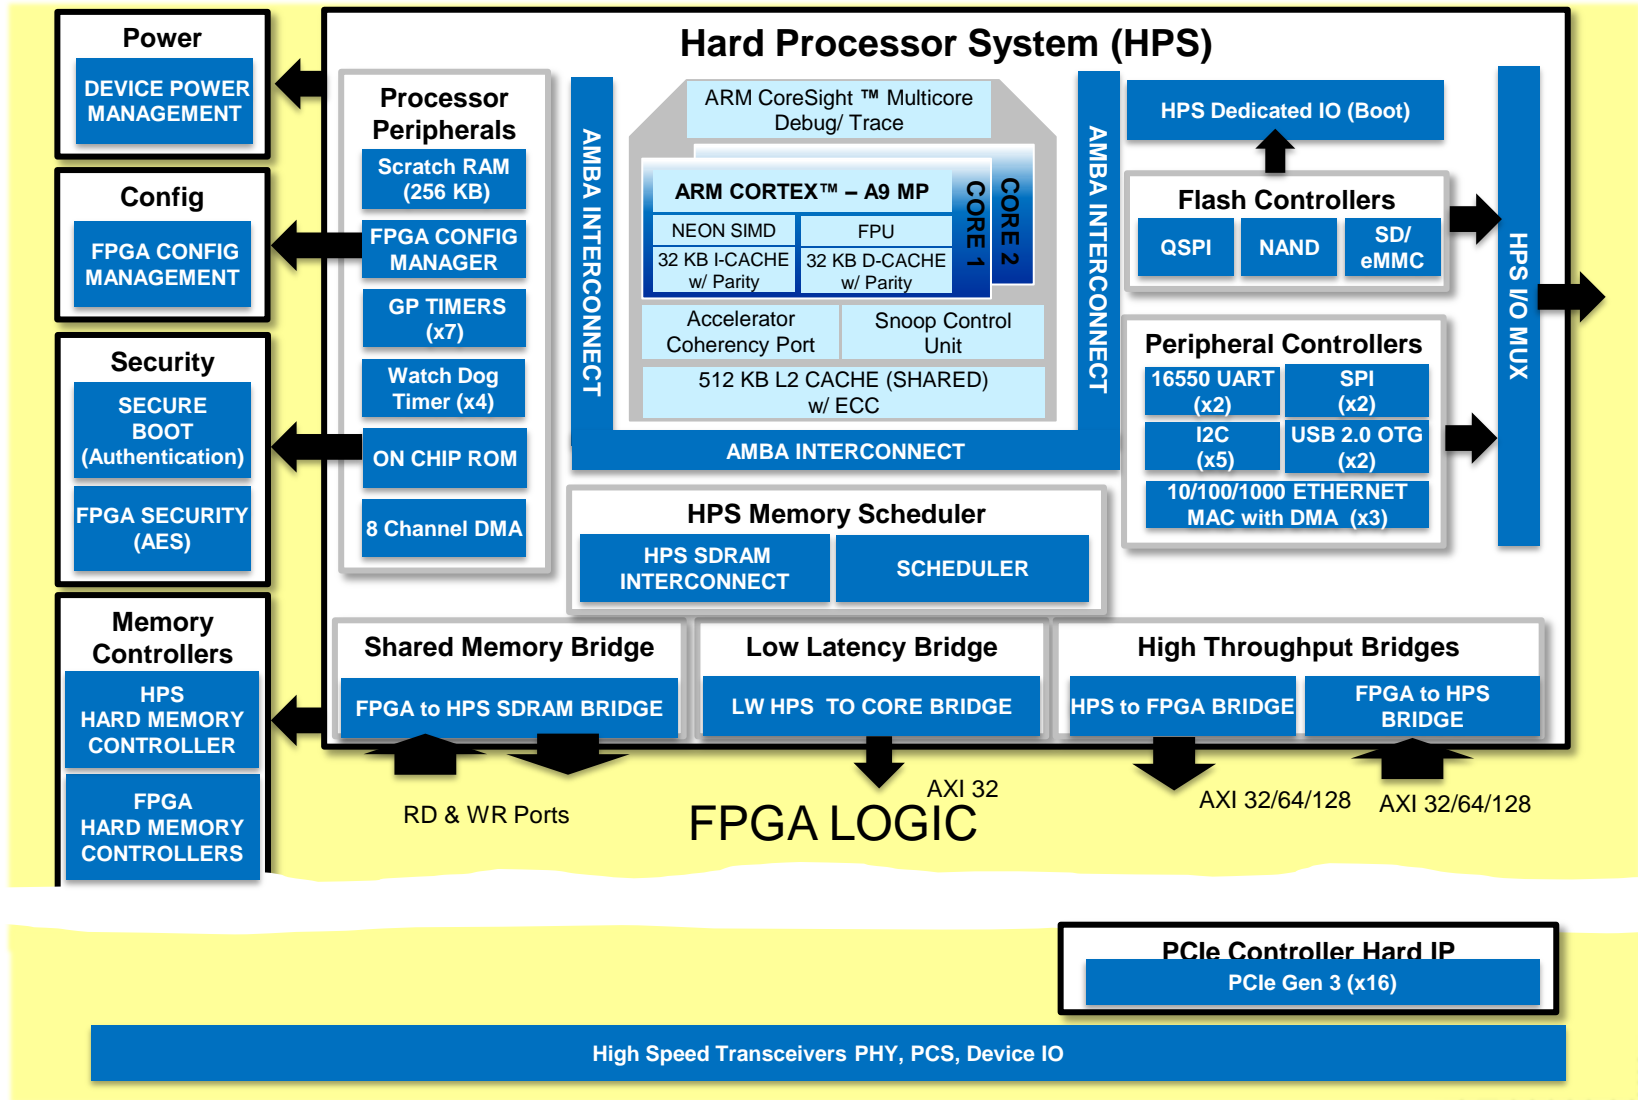 Hard Processor System (HPS)
Power
DEVICE POWER
MANAGEMENT
Config
FPGA CONFIG
MANAGEMENT
Security
SECURE
BOOT
(Authentication)
FPGA SECURITY
(AES)
Memory
Controllers
HPS
HARD MEMORY
CONTROLLER
FPGA
HARD MEMORY
CONTROLLERS
Processor
Peripherals
Scratch RAM
(256 KB)
FPGA CONFIG
MANAGER
GP TIMERS
(x7)
Watch Dog
Timer (x4)
ON CHIP ROM
8 Channel DMA
AMBA INTERCONNECT
ARM CoreSight ™ Multicore
Debug/ Trace
ARM CORTEX™ – A9 MP
NEON SIMD
FPU
32 KB I-CACHE
w/ Parity
32 KB D-CACHE
w/ Parity
CORE 1
CORE 2
Accelerator
Coherency Port
Snoop Control
Unit
512 KB L2 CACHE (SHARED)
w/ ECC
AMBA INTERCONNECT
AMBA INTERCONNECT
HPS Dedicated IO (Boot)
Flash Controllers
QSPI
NAND
SD/
eMMC
Peripheral Controllers
16550 UART
(x2)
SPI
(x2)
I2C
(x5)
USB 2.0 OTG
(x2)
10/100/1000 ETHERNET
MAC with DMA (x3)
HPS I/O MUX
HPS Memory Scheduler
HPS SDRAM
INTERCONNECT
SCHEDULER
Shared Memory Bridge
FPGA to HPS SDRAM BRIDGE
Low Latency Bridge
LW HPS TO CORE BRIDGE
High Throughput Bridges
HPS to FPGA BRIDGE
FPGA to HPS
BRIDGE
RD & WR Ports
AXI 32
AXI 32/64/128
AXI 32/64/128
FPGA LOGIC
PCIe Controller Hard IP
PCIe Gen 3 (x16)
High Speed Transceivers PHY, PCS, Device IO